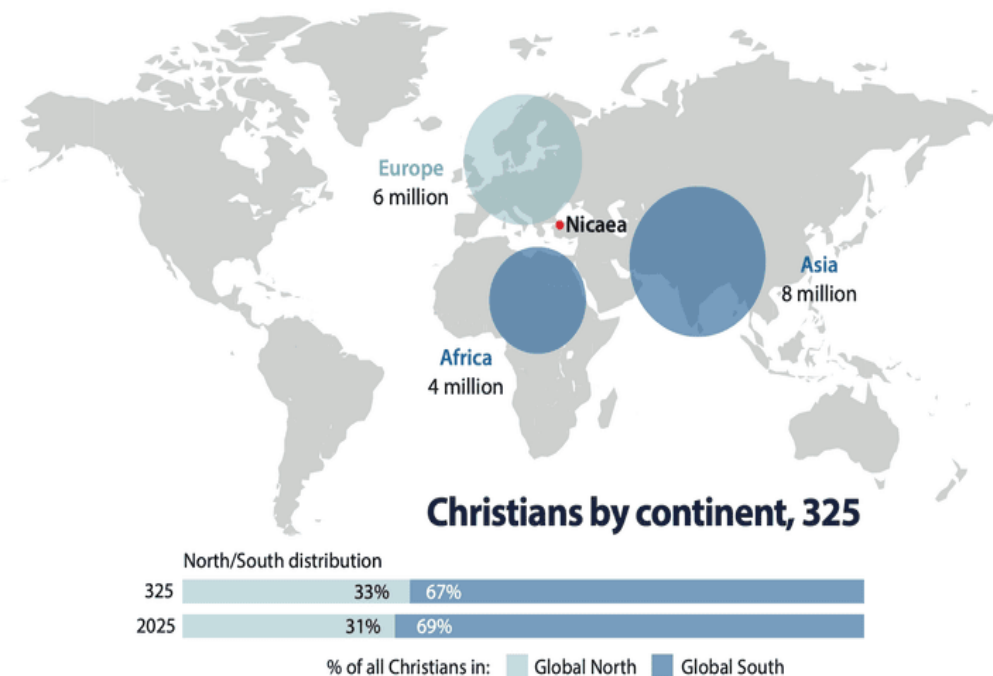 Europe
6 million
Nicaea
Asia
8 million
Africa
4 million
Christians by continent, 325
North/South distribution
325 33% 67%
2025 31% 69%
% of all Christians in: Global North Global South